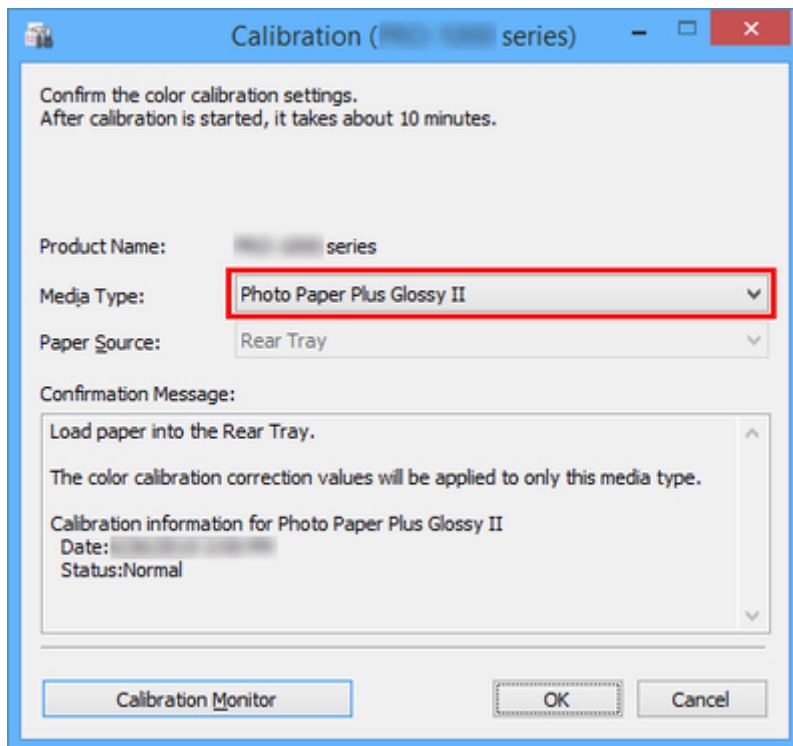 Calibration ( series)
Confirm the color calibration settings.
After calibration is started, it takes about 10 minutes.
Product Name: series
Media Type: Photo Paper Plus Glossy II
Paper Source: Rear Tray
Confirmation Message:
Load paper into the Rear Tray.
The color calibration correction values will be applied to only this media type.
Calibration information for Photo Paper Plus Glossy II
Date:
Status:Normal
Calibration Monitor OK Cancel